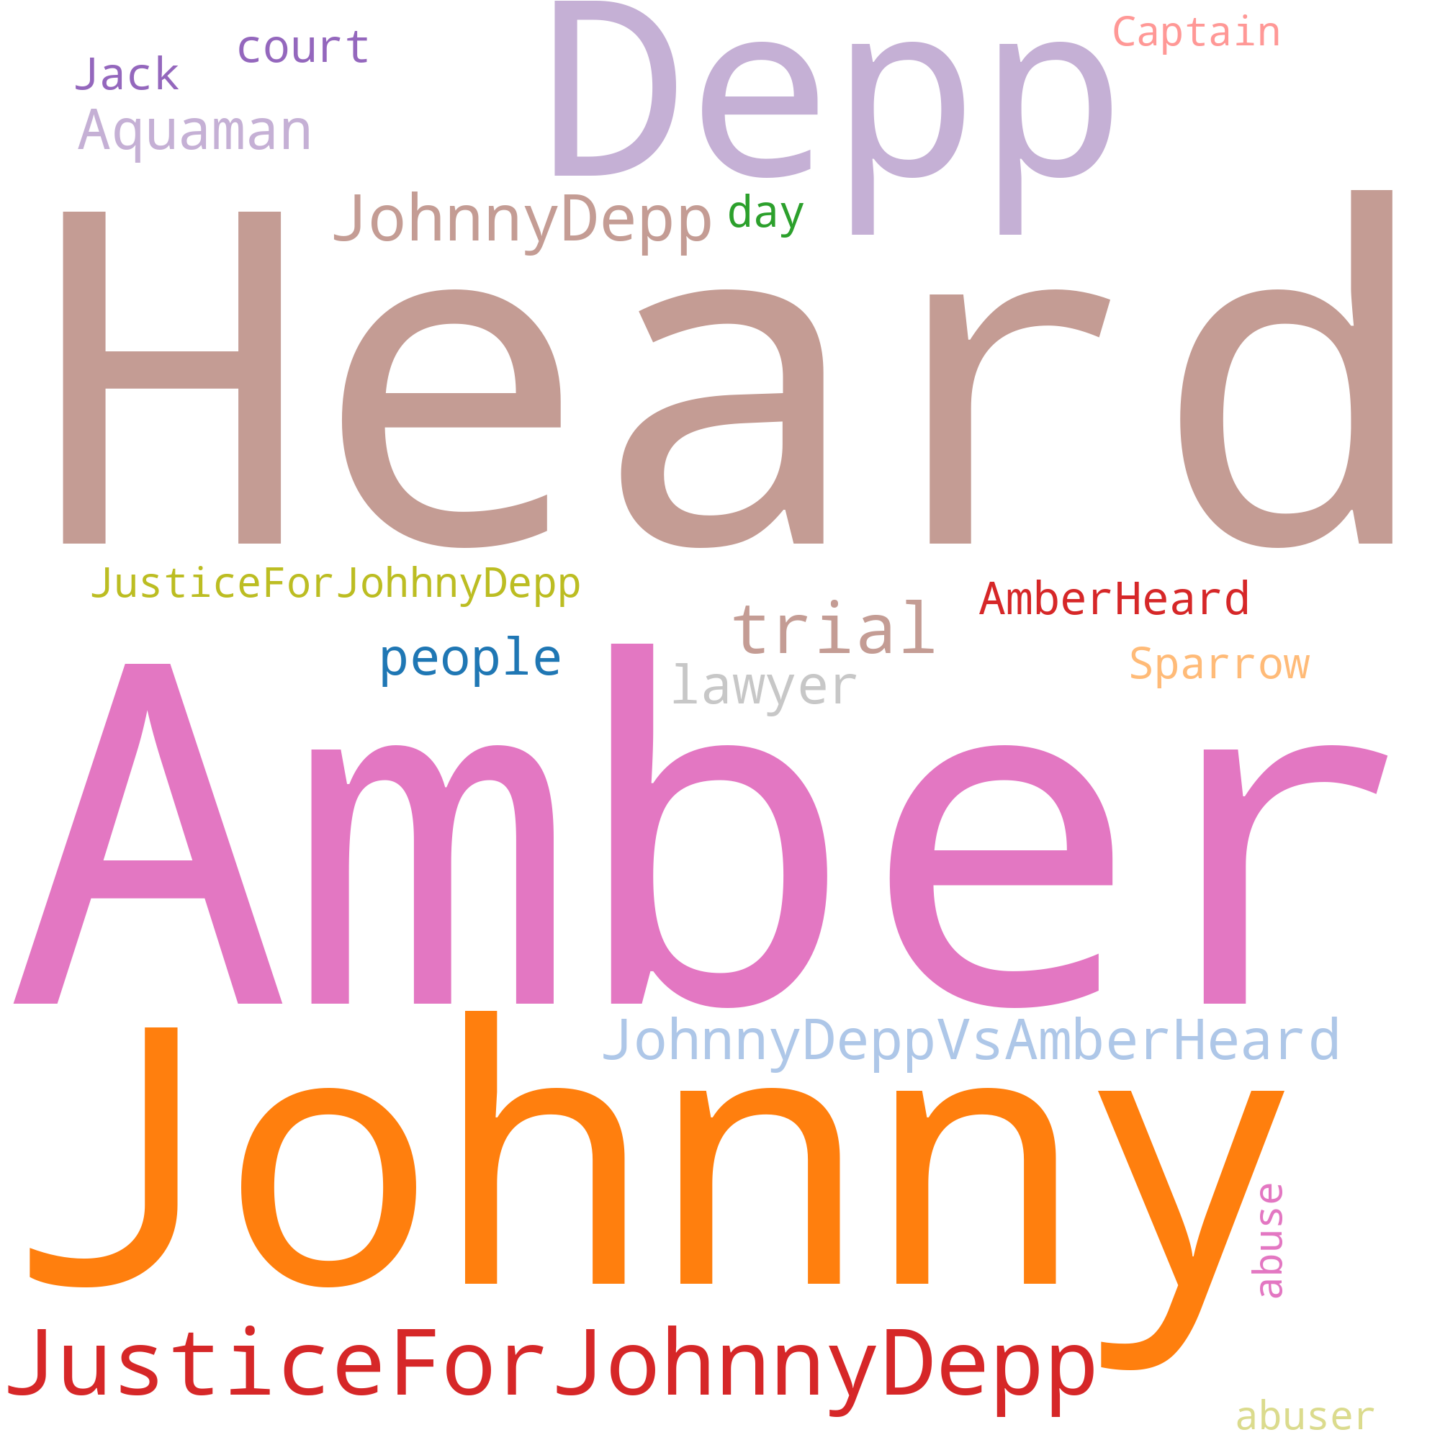 Depp
Captain
court
Jack
Aquaman
JohnnyDepp
day
Heard
JusticeForJohhnyDepp
AmberHeard
trial
people
lawyer
Sparrow
Amber
JohnnyDeppVsAmberHeard
Johnny
abuse
JusticeForJohnnyDepp
abuser